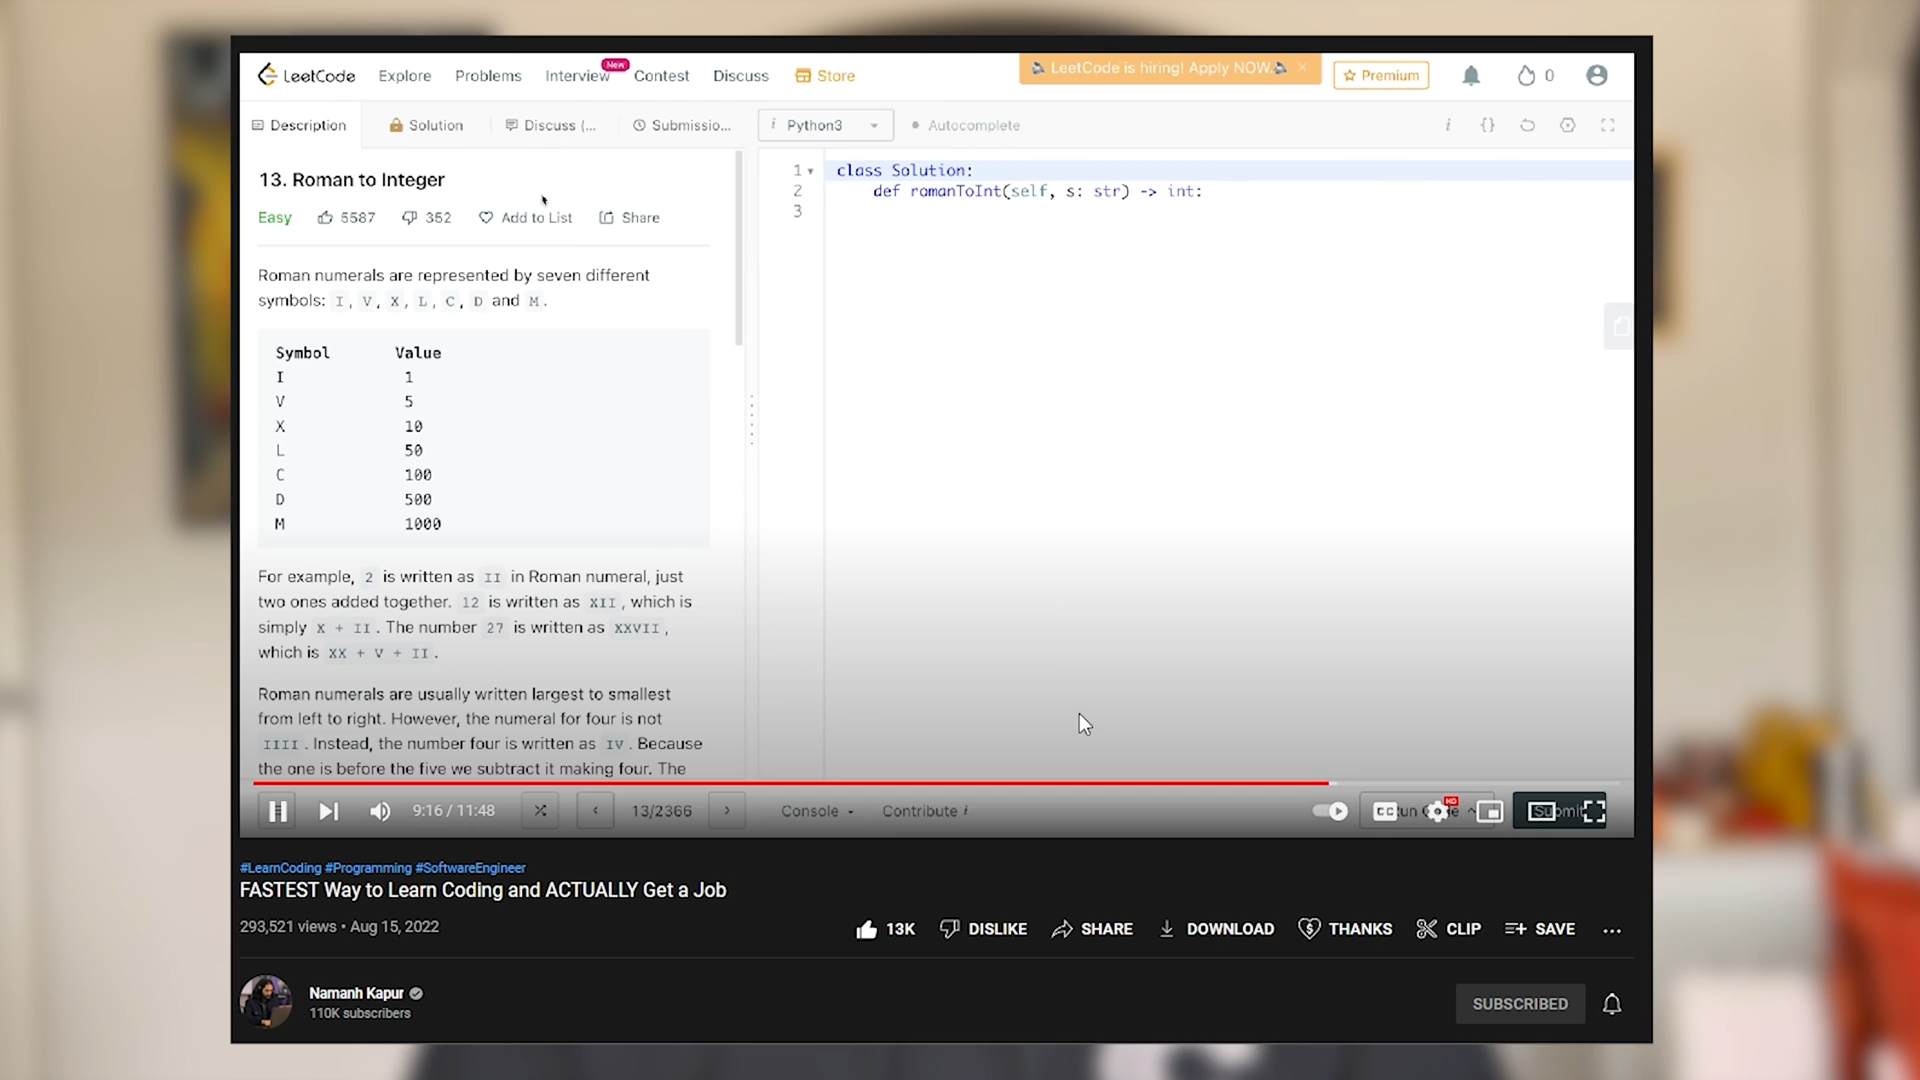 LeetCode Explore Problems Interview New Contest Discuss Store LeetCode is hiring! Apply NOW. × Premium 0
Description Solution Discuss (... Submissio... i Python3 Autocomplete i {}
13. Roman to Integer
Easy 5587 352 Add to List Share
Roman numerals are represented by seven different
symbols: I, V, X, L, C, D and M.
Symbol Value
I 1
V 5
X 10
L 50
C 100
D 500
M 1000
For example, 2 is written as II in Roman numeral, just
two ones added together. 12 is written as XII, which is
simply X + II. The number 27 is written as XXVII,
which is XX + V + II.
Roman numerals are usually written largest to smallest
from left to right. However, the numeral for four is not
IIII. Instead, the number four is written as IV. Because
the one is before the five we subtract it making four. The
1 class Solution:
2 def romanToInt(self, s: str) -> int:
3
9:16 / 11:48 < 13/2366 > Console Contribute i CC HD Submit
#LearnCoding #Programming #SoftwareEngineer
FASTEST Way to Learn Coding and ACTUALLY Get a Job
293,521 views • Aug 15, 2022
13K DISLIKE SHARE DOWNLOAD THANKS CLIP SAVE ...
Namanh Kapur
110K subscribers
SUBSCRIBED